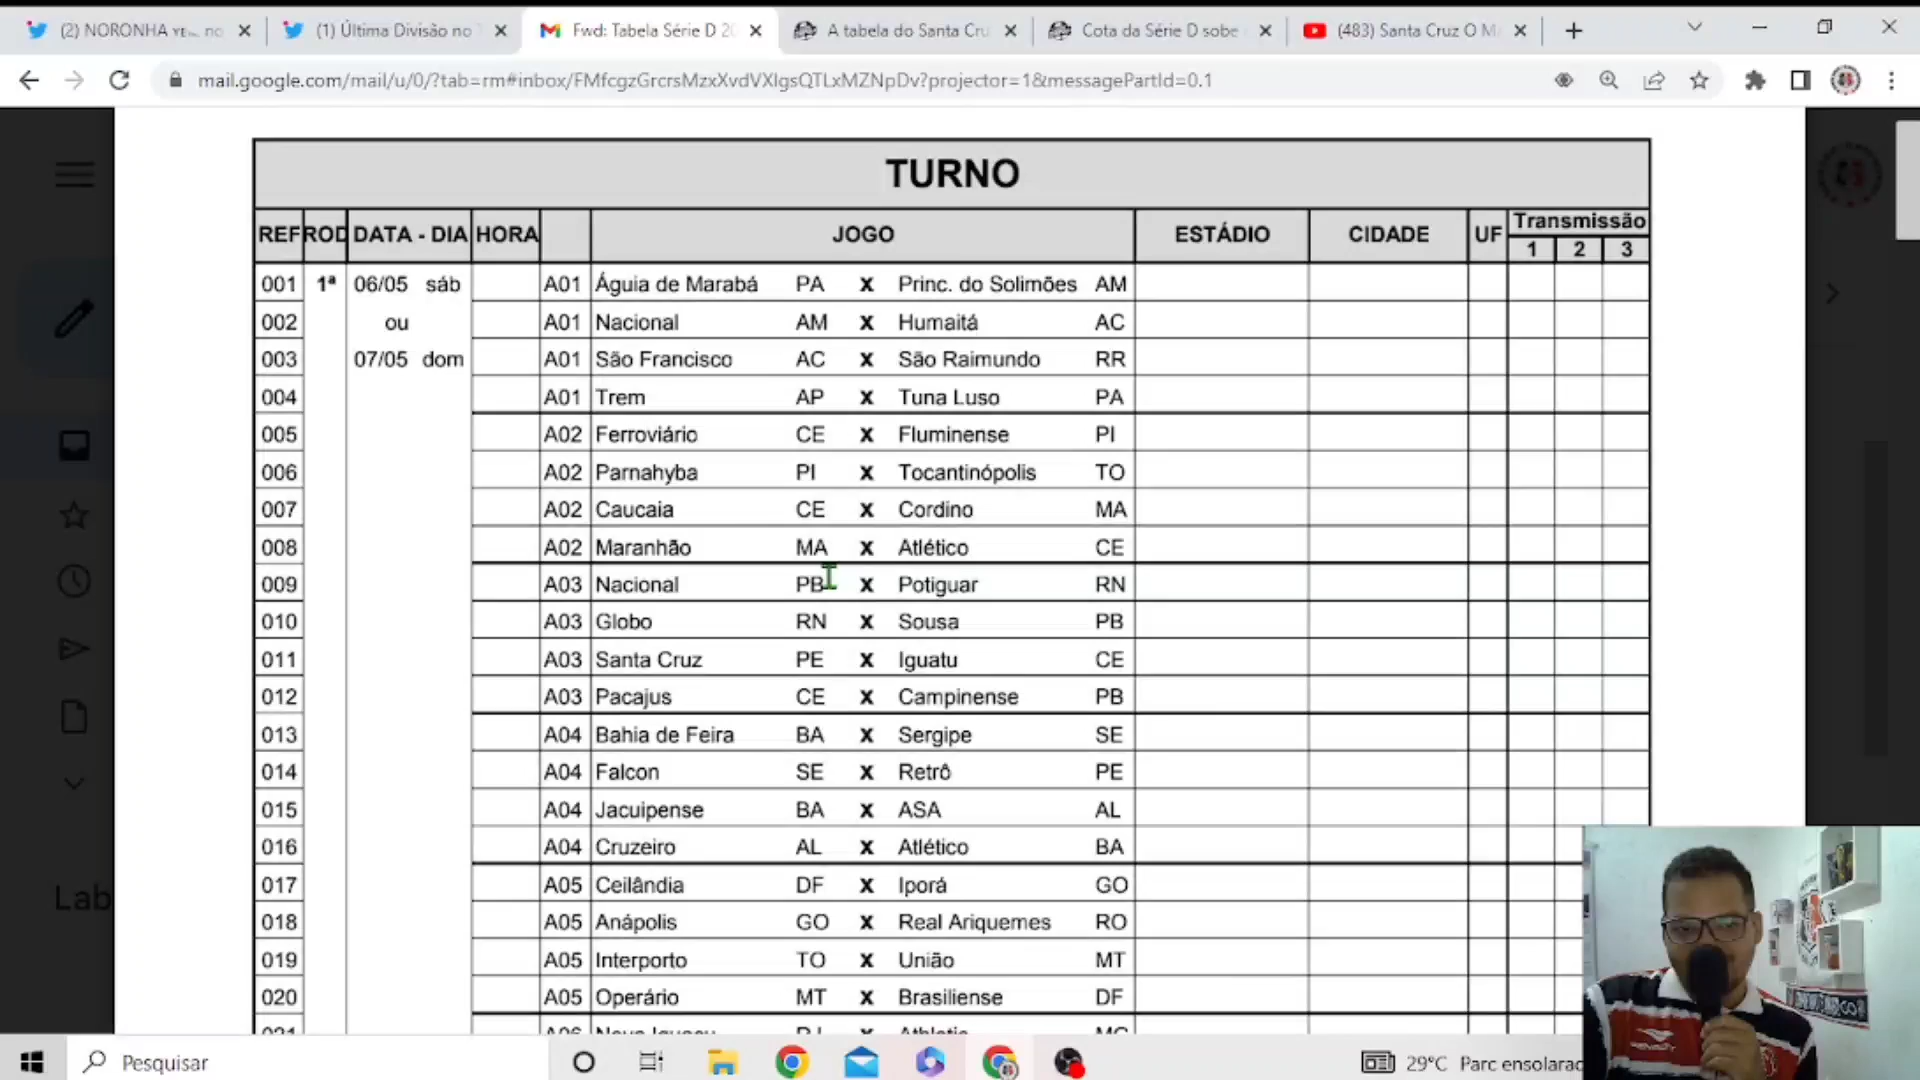 (2) NORONHA
(1) Última Divisão no T
Fwd: Tabela Série D 20
A tabela do Santa Cru
Cota da Série D sobe
(483) Santa Cruz O M
mail.google.com/mail/u/0/?tab=rm#inbox/FMfcgzGrcrsMzxXvdVXlgsQTLxMZNpDv?projector=1&messagePartId=0.1
TURNO
REF ROD DATA - DIA HORA JOGO ESTÁDIO CIDADE UF Transmissão
1 2 3
001 1ª 06/05 sáb A01 Águia de Marabá PA X Princ. do Solimões AM
002 ou A01 Nacional AM X Humaitá AC
003 07/05 dom A01 São Francisco AC X São Raimundo RR
004 A01 Trem AP X Tuna Luso PA
005 A02 Ferroviário CE X Fluminense PI
006 A02 Parnahyba PI X Tocantinópolis TO
007 A02 Caucaia CE X Cordino MA
008 A02 Maranhão MA X Atlético CE
009 A03 Nacional PB X Potiguar RN
010 A03 Globo RN X Sousa PB
011 A03 Santa Cruz PE X Iguatu CE
012 A03 Pacajus CE X Campinense PB
013 A04 Bahia de Feira BA X Sergipe SE
014 A04 Falcon SE X Retrô PE
015 A04 Jacuipense BA X ASA AL
016 A04 Cruzeiro AL X Atlético BA
017 A05 Ceilândia DF X Iporá GO
018 A05 Anápolis GO X Real Ariquemes RO
019 A05 Interporto TO X União MT
020 A05 Operário MT X Brasiliense DF
021 A06 Nova Iguaçu RJ X Athletic MG
Lab
Pesquisar
29°C Parc ensolarad